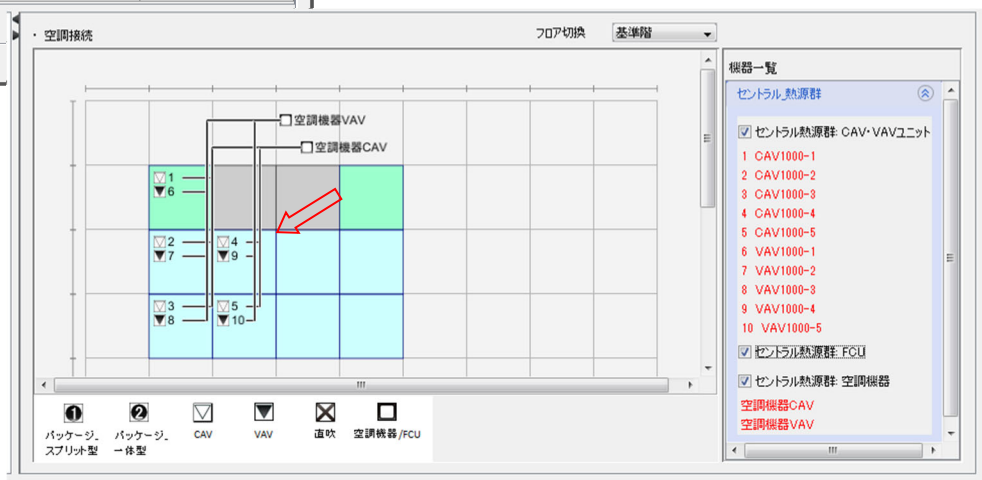 ・ 空調接続
フロア切換 基準階
空調機器VAV
空調機器CAV
1
6
2
7
4
9
3
8
5
10
パッケージ_
スプリット型
パッケージ_
一体型
CAV
VAV
直吹
空調機器/FCU
機器一覧
セントラル_熱源群
セントラル熱源群: CAV・VAVユニット
1 CAV1000-1
2 CAV1000-2
3 CAV1000-3
4 CAV1000-4
5 CAV1000-5
6 VAV1000-1
7 VAV1000-2
8 VAV1000-3
9 VAV1000-4
10 VAV1000-5
セントラル熱源群: FCU
セントラル熱源群: 空調機器
空調機器CAV
空調機器VAV